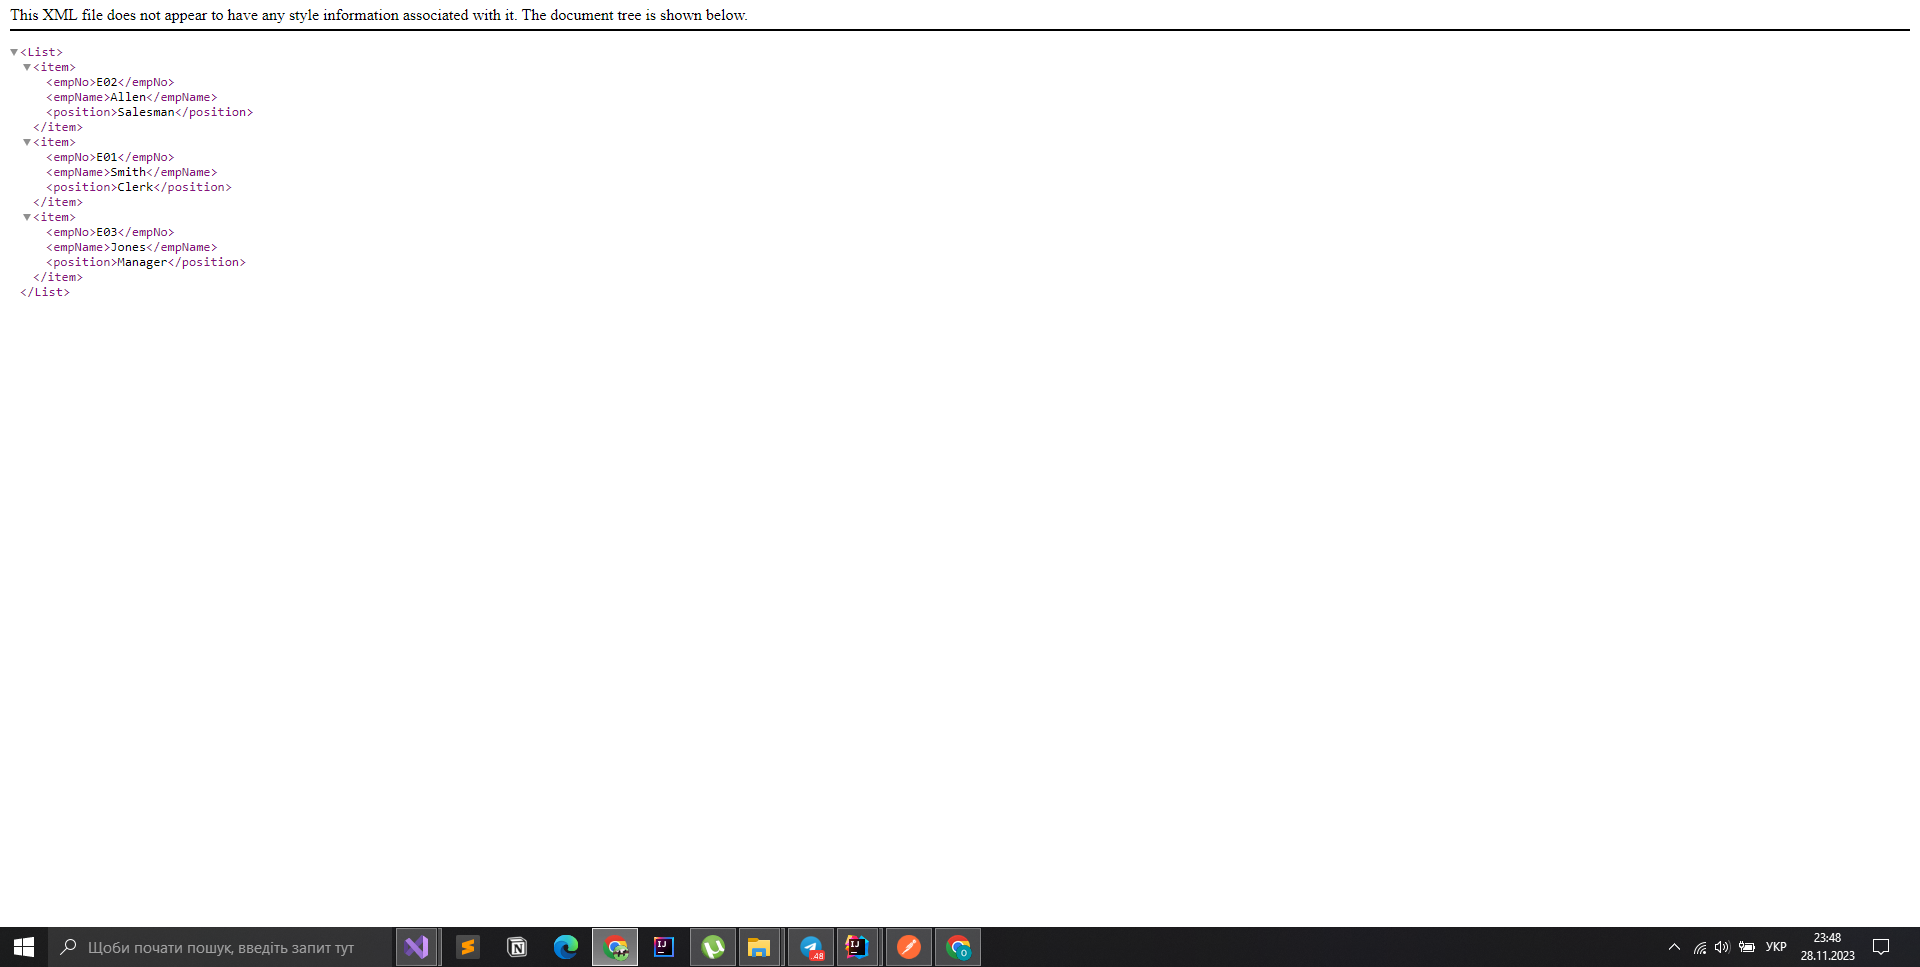 This XML file does not appear to have any style information associated with it. The document tree is shown below.
▼<List>
▼<item>
<empNo>E02</empNo>
<empName>Allen</empName>
<position>Salesman</position>
</item>
▼<item>
<empNo>E01</empNo>
<empName>Smith</empName>
<position>Clerk</position>
</item>
▼<item>
<empNo>E03</empNo>
<empName>Jones</empName>
<position>Manager</position>
</item>
</List>
Щоби почати пошук, введіть запит тут
IJ
48
IJ
O
УКР
23:48
28.11.2023